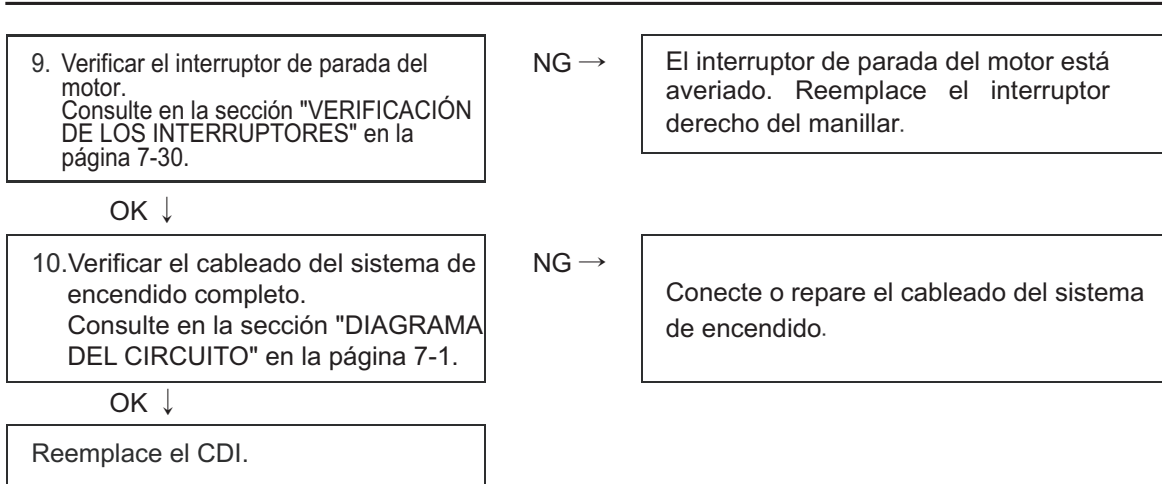 9. Verificar el interruptor de parada del
motor.
Consulte en la sección "VERIFICACIÓN
DE LOS INTERRUPTORES" en la
página 7-30.
NG →
El interruptor de parada del motor está
averiado. Reemplace el interruptor
derecho del manillar.
OK ↓
10.Verificar el cableado del sistema de
encendido completo.
Consulte en la sección "DIAGRAMA
DEL CIRCUITO" en la página 7-1.
NG →
Conecte o repare el cableado del sistema
de encendido.
OK ↓
Reemplace el CDI.